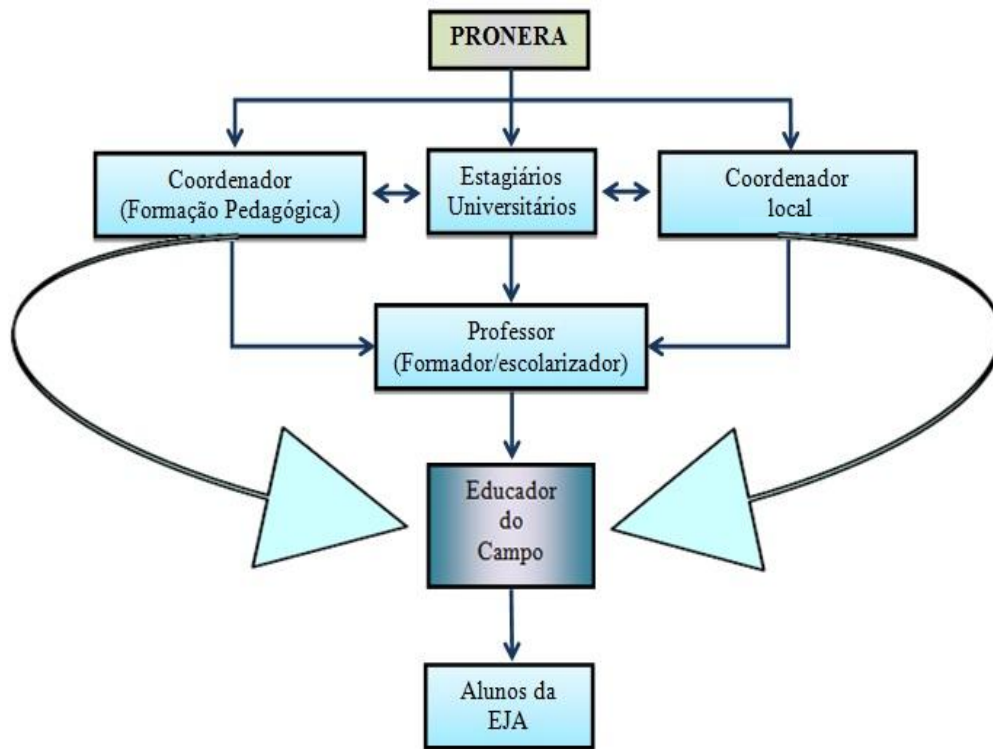 PRONERA
Coordenador
(Formação Pedagógica)
Estagiários
Universitários
Coordenador
local
Professor
(Formador/escolarizador)
Educador
do
Campo
Alunos da
EJA